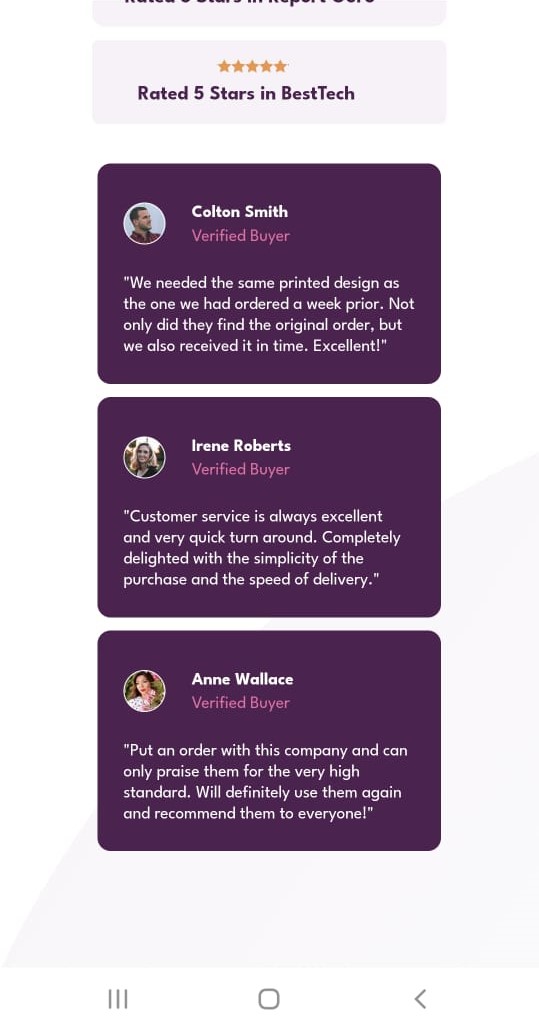 Rated 5 Stars in BestTech
Colton Smith
Verified Buyer
"We needed the same printed design as
the one we had ordered a week prior. Not
only did they find the original order, but
we also received it in time. Excellent!"
Irene Roberts
Verified Buyer
"Customer service is always excellent
and very quick turn around. Completely
delighted with the simplicity of the
purchase and the speed of delivery."
Anne Wallace
Verified Buyer
"Put an order with this company and can
only praise them for the very high
standard. Will definitely use them again
and recommend them to everyone!"